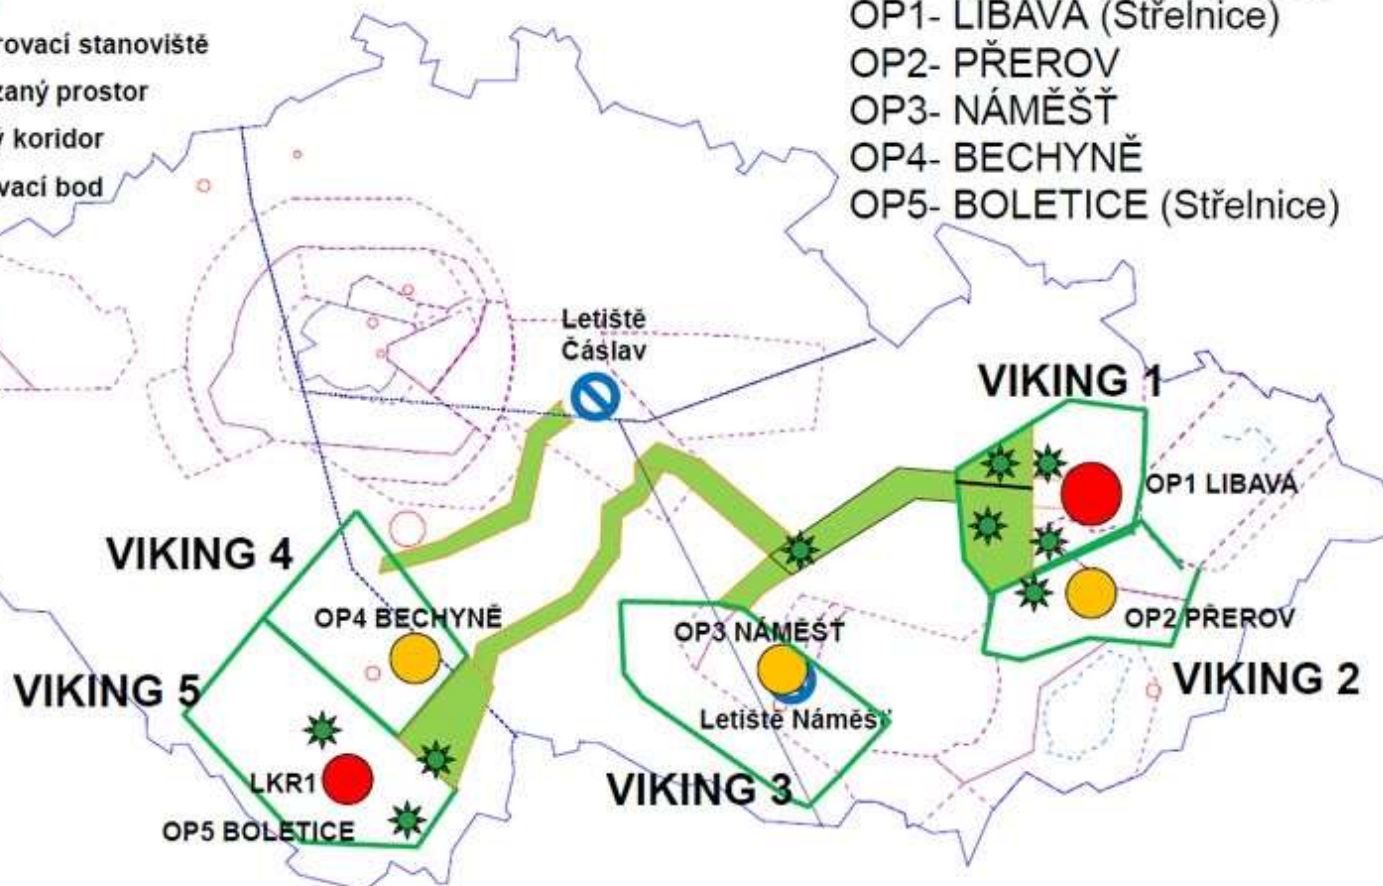 rovací stanoviště
zaný prostor
ý koridor
vací bod
OP1- LIBAVÁ (Střelnice)
OP2- PŘEROV
OP3- NÁMĚŠŤ
OP4- BECHYNĚ
OP5- BOLETICE (Střelnice)
Letiště
Čáslav
VIKING 1
OP1 LIBAVÁ
VIKING 4
OP4 BECHYNĚ
OP3 NÁMĚŠŤ
OP2 PŘEROV
VIKING 5
VIKING 2
Letiště Náměšť
LKR1
VIKING 3
OP5 BOLETICE